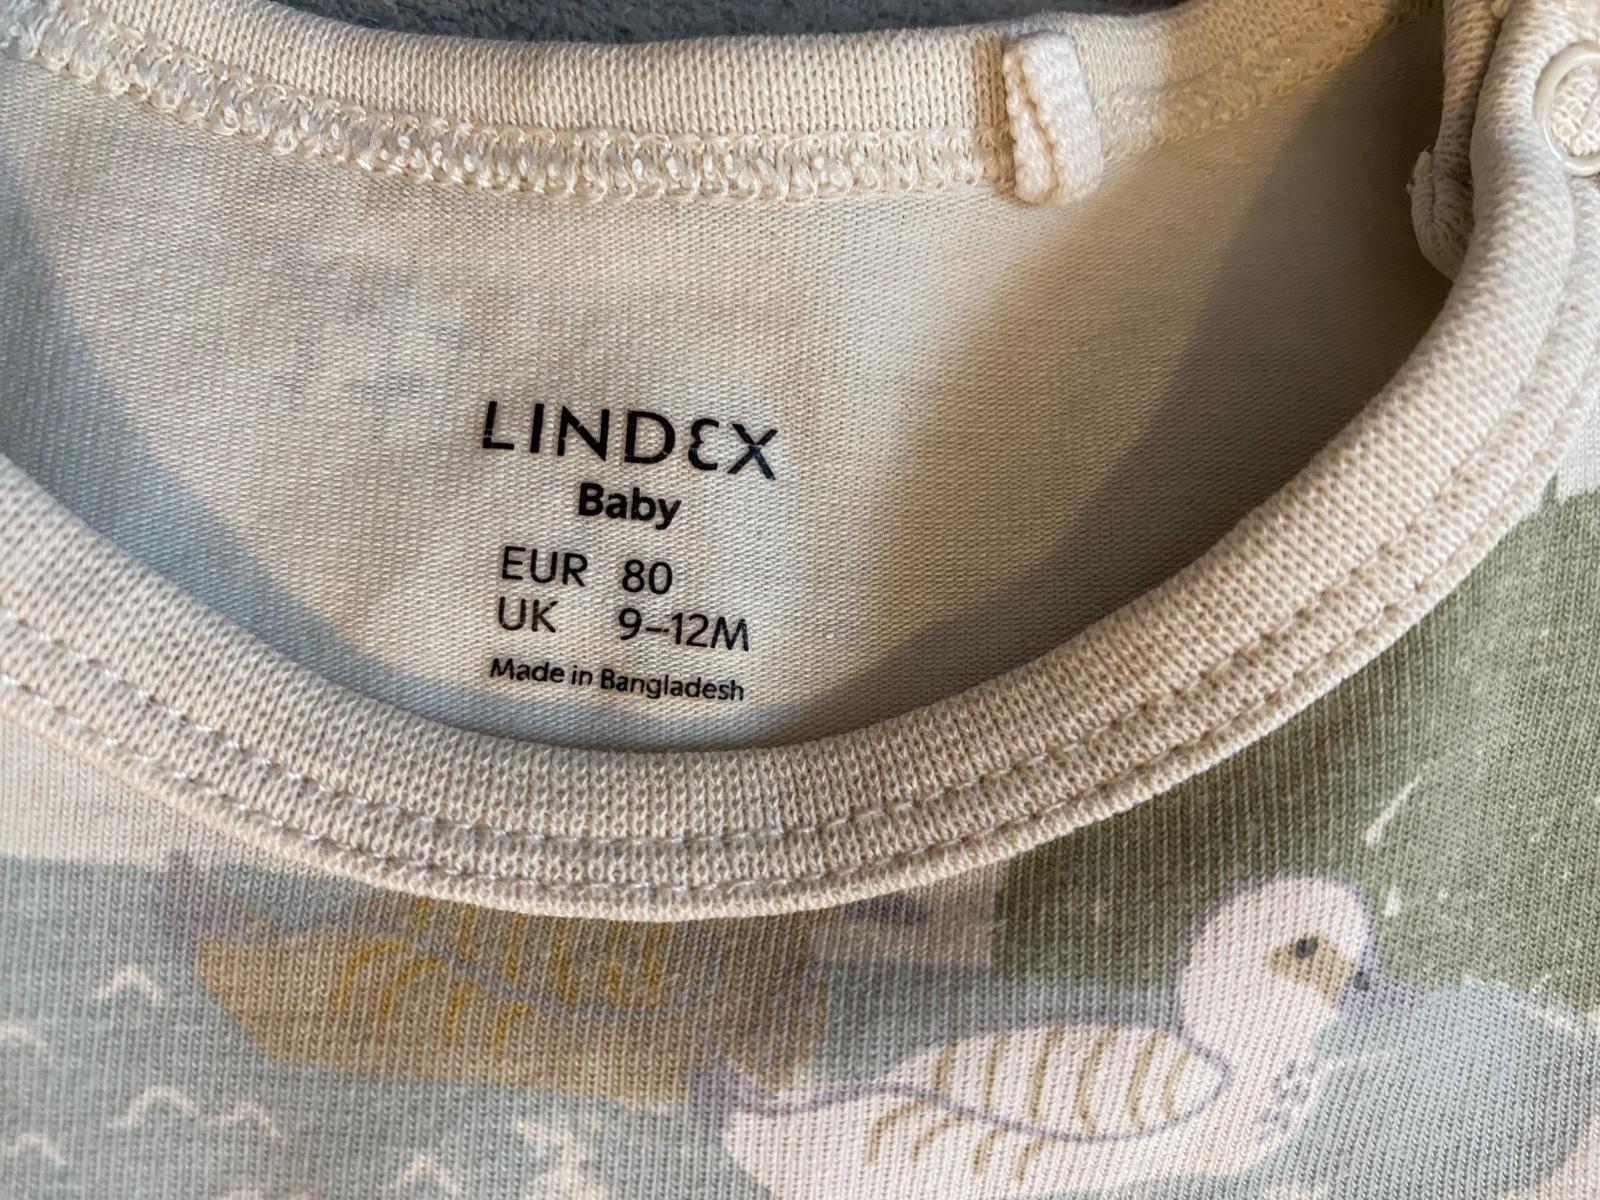 LINDEX
Baby
EUR 80
UK 9–12M
Made in Bangladesh